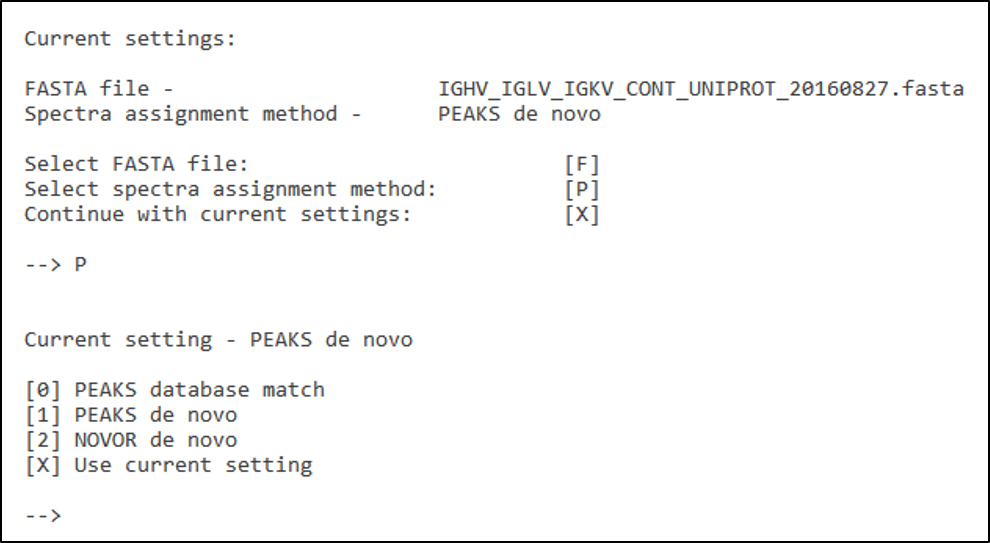 Current settings:
FASTA file - IGHV_IGLV_IGKV_CONT_UNIPROT_20160827.fasta
Spectra assignment method - PEAKS de novo
Select FASTA file: [F]
Select spectra assignment method: [P]
Continue with current settings: [X]
--> P
Current setting - PEAKS de novo
[0] PEAKS database match
[1] PEAKS de novo
[2] NOVOR de novo
[X] Use current setting
-->